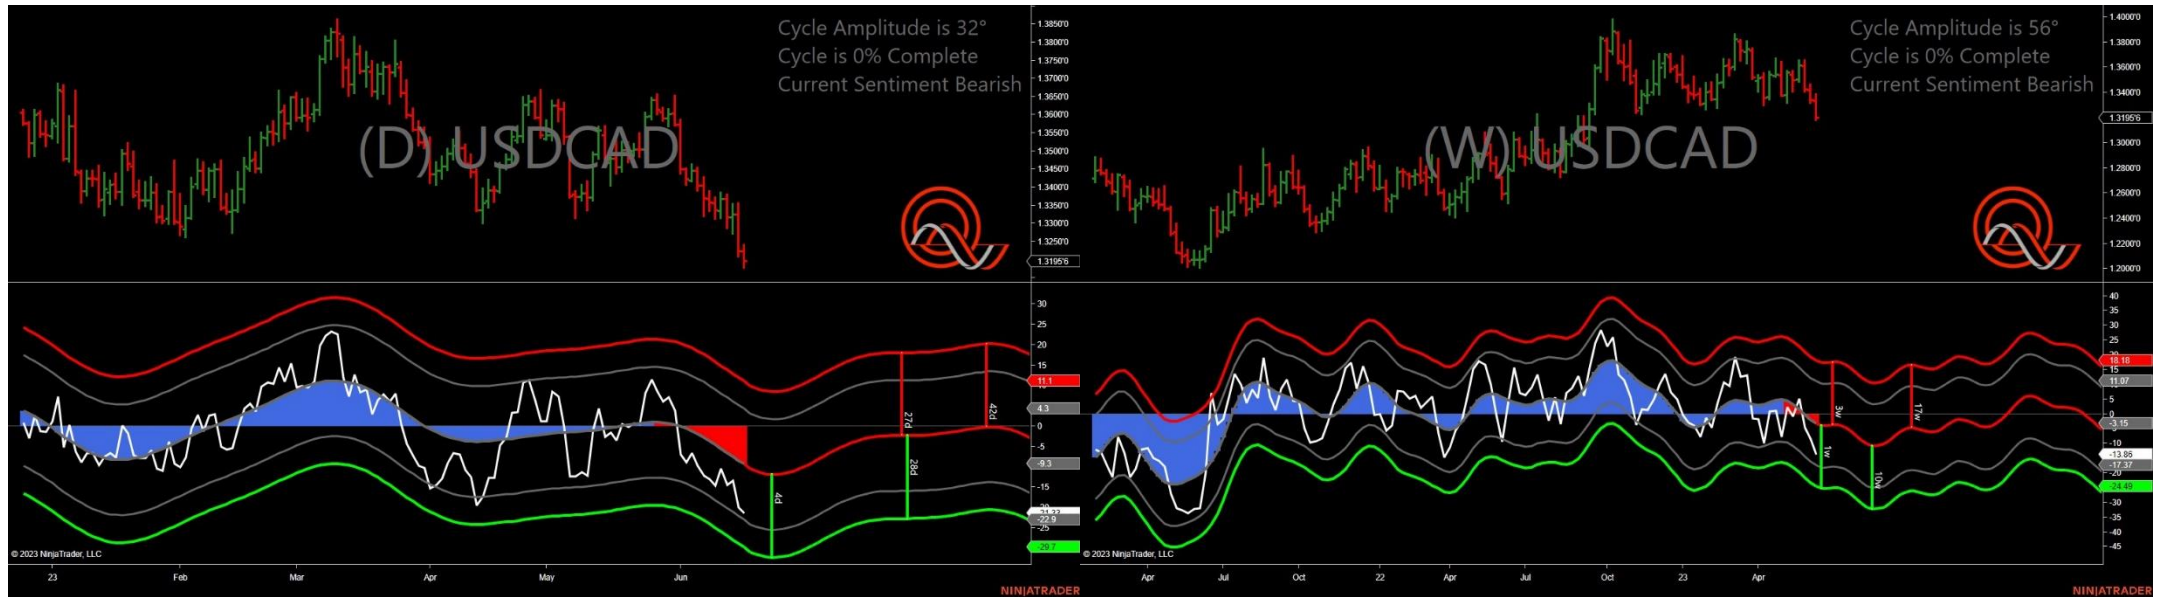 Cycle Amplitude is 32°
Cycle is 0% Complete
Current Sentiment Bearish
(D) USDCAD
1.3850'0
1.3800'0
1.3750'0
1.3700'0
1.3650'0
1.3600'0
1.3550'0
1.3500'0
1.3450'0
1.3400'0
1.3350'0
1.3300'0
1.3250'0
1.3195'6
30
25
20
15
11.1
4.3
0
-5
-9.3
-15
-22.9
-25
-29.7
27d
42d
28d
4d
© 2023 NinjaTrader, LLC
23
Feb
Mar
Apr
May
Jun
NINJATRADER
Cycle Amplitude is 56°
Cycle is 0% Complete
Current Sentiment Bearish
(W) USDCAD
1.4000'0
1.3800'0
1.3600'0
1.3400'0
1.3195'6
1.3000'0
1.2800'0
1.2600'0
1.2400'0
1.2200'0
1.2000'0
40
35
30
25
18.18
15
11.07
5
0
-3.15
-10
-13.86
-17.37
-20
-24.49
-30
-35
-40
-45
3w
17w
1w
10w
© 2023 NinjaTrader, LLC
Apr
Jul
Oct
22
Apr
Jul
Oct
23
Apr
NINJATRADER